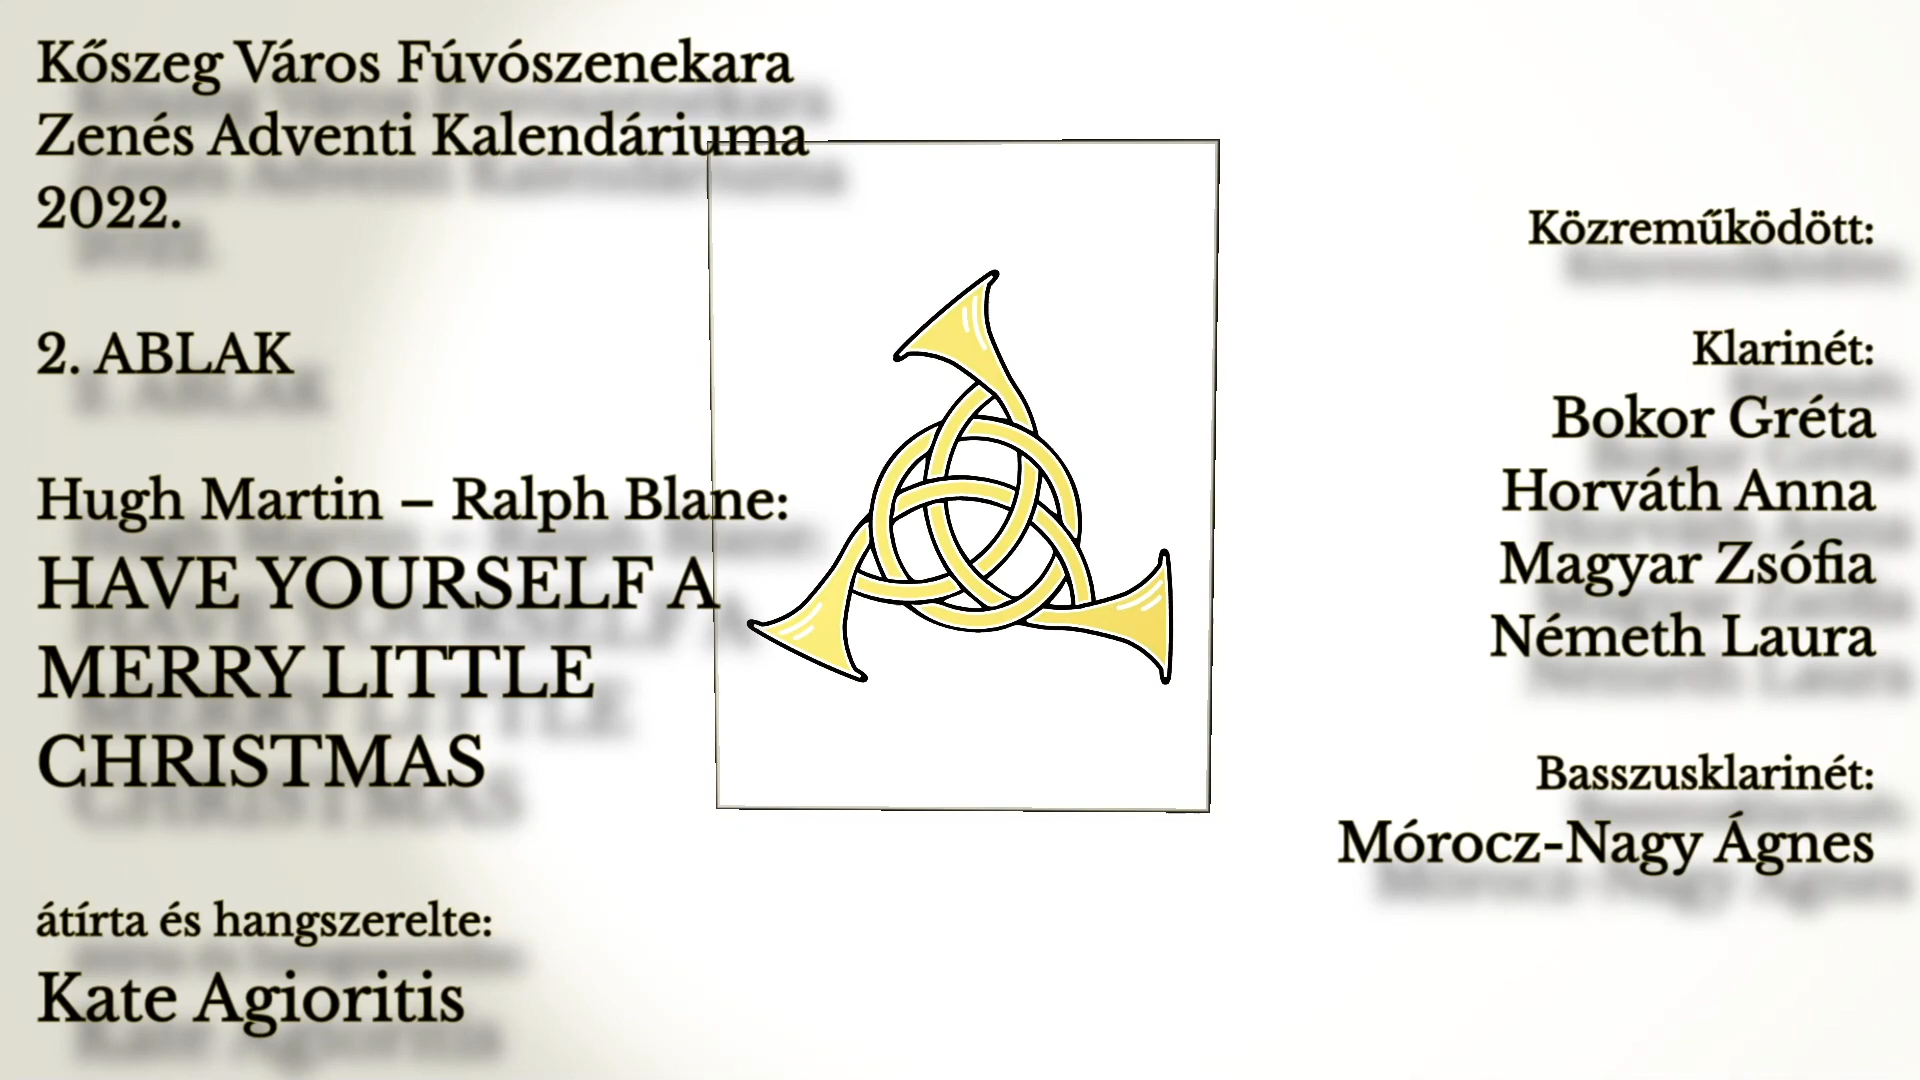 Kőszeg Város Fúvószenekara
Zenés Adventi Kalendáriuma
2022.
2. ABLAK
Hugh Martin – Ralph Blane:
HAVE YOURSELF A
MERRY LITTLE
CHRISTMAS
átírta és hangszerelte:
Kate Agioritis
Közreműködött:
Klarinét:
Bokor Gréta
Horváth Anna
Magyar Zsófia
Németh Laura
Basszusklarinét:
Mórocz-Nagy Ágnes